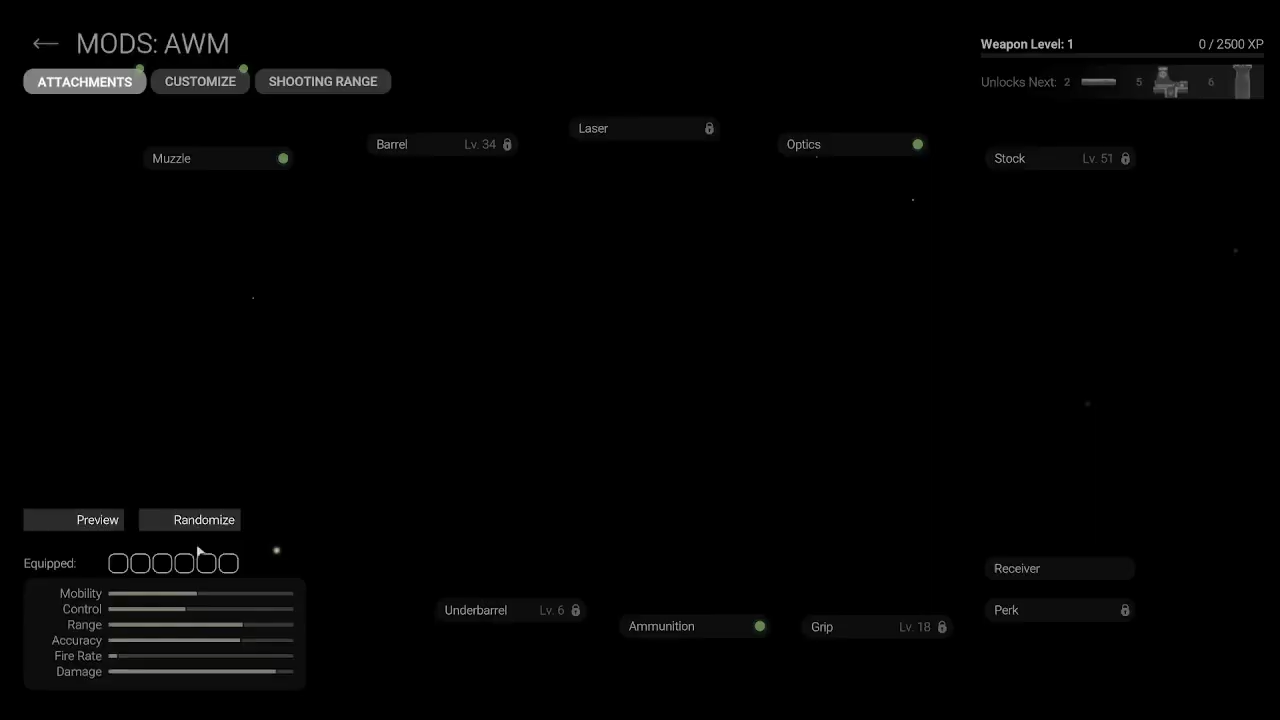 MODS: AWM
Weapon Level: 1
0 / 2500 XP
ATTACHMENTS
CUSTOMIZE
SHOOTING RANGE
Unlocks Next: 2 5 6
Laser
Barrel Lv. 34
Optics
Muzzle
Stock Lv. 51
Preview
Randomize
Equipped:
Receiver
Mobility
Control
Range
Accuracy
Fire Rate
Damage
Underbarrel Lv. 6
Ammunition
Grip Lv. 18
Perk